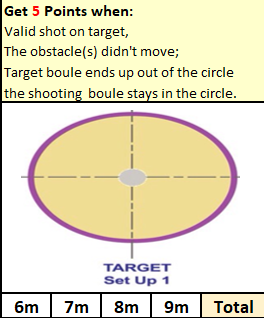 Get 5 Points when:
Valid shot on target,
The obstacle(s) didn't move;
Target boule ends up out of the circle
the shooting boule stays in the circle.
TARGET
Set Up 1
6m 7m 8m 9m Total